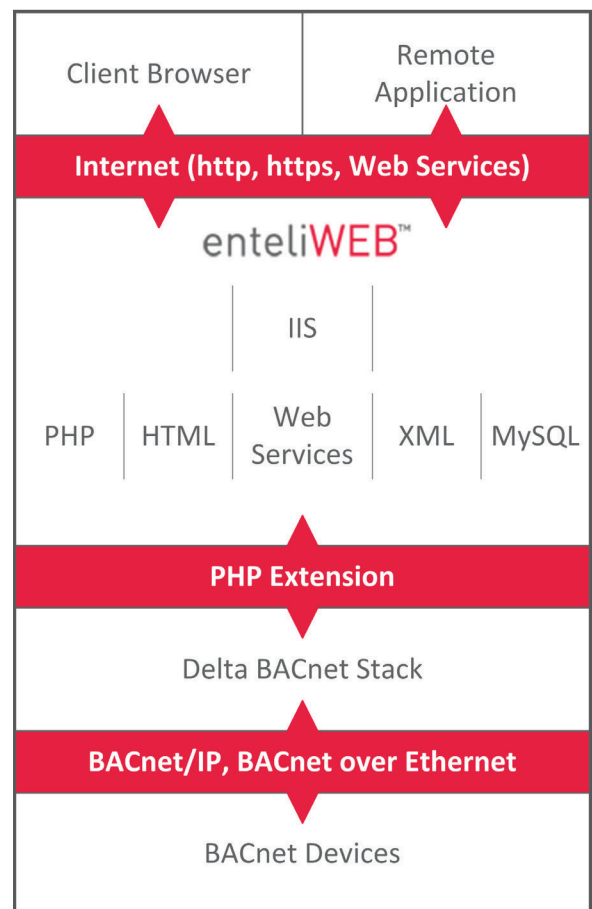 Client Browser
Remote
Application
Internet (http, https, Web Services)
enteliWEB™
IIS
PHP
HTML
Web
Services
XML
MySQL
PHP Extension
Delta BACnet Stack
BACnet/IP, BACnet over Ethernet
BACnet Devices